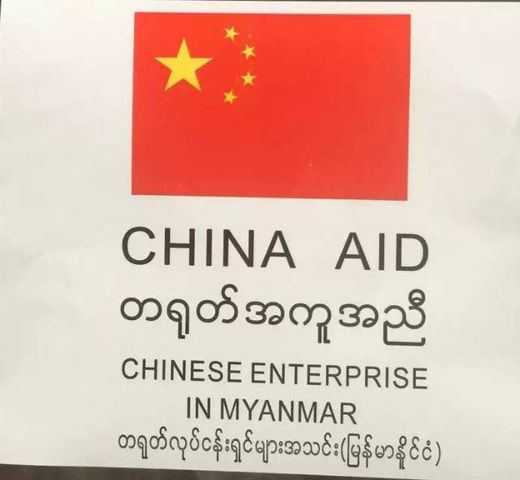 CHINA AID
တရုတ်အကူအညီ
CHINESE ENTERPRISE
IN MYANMAR
တရုတ်လုပ်ငန်းရှင်များအသင်း(မြန်မာနိုင်ငံ)